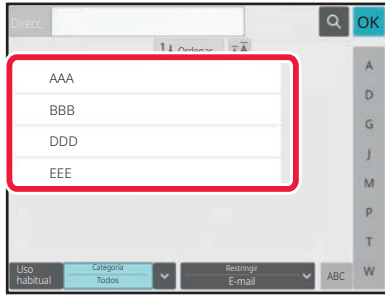 Direcc.
OK
Ordenar
A
AAA
BBB
DDD
EEE
A
D
G
J
M
P
T
W
Uso
habitual
Categoría
Todos
Restringir
E-mail
ABC